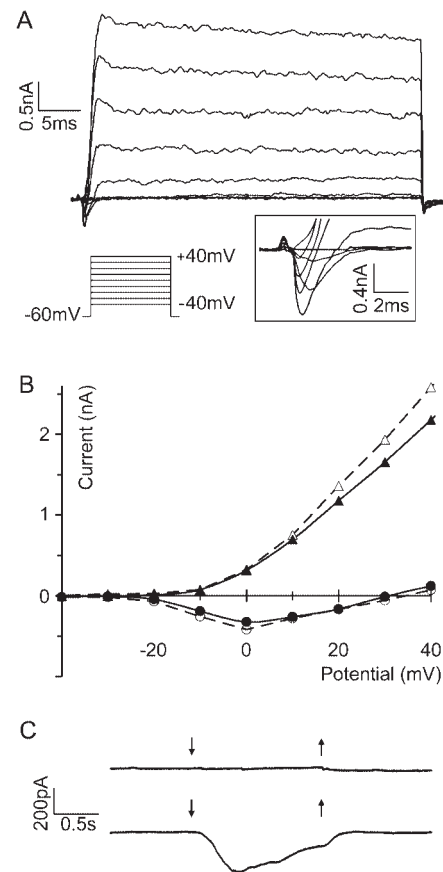 A
0.5nA
5ms
+40mV
-60mV
-40mV
0.4nA
2ms
B
Current (nA)
2
1
0
-20
0
20
40
Potential (mV)
C
200pA
0.5s